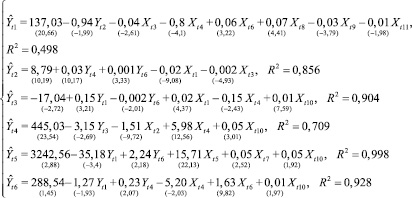 Ŷt1 = 137,03 − 0,94 Yt2 − 0,04 Xt3 − 0,8 Xt4 + 0,06 Xt6 + 0,07 Xt8 − 0,03 Xt9 − 0,01 Xt11,
(20,66) (−1,99) (−2,61) (−4,1) (3,22) (4,41) (−3,79) (−1,98)
R² = 0,498
Ŷt2 = 8,79 + 0,03 Yt4 + 0,001 Yt6 − 0,02 Xt1 − 0,002 Xt3, R² = 0,856
(10,19) (10,17) (3,33) (−9,08) (−4,93)
Ŷt3 = −17,04 + 0,15 Yt1 − 0,002 Yt6 + 0,02 Xt1 − 0,15 Xt4 + 0,01 Xt10, R² = 0,904
(−2,72) (3,21) (−2,01) (4,37) (−2,43) (7,59)
Ŷt4 = 445,03 − 3,15 Yt3 − 1,51 Xt2 + 5,98 Xt4 + 0,05 Xt10, R² = 0,709
(23,54) (−2,69) (−9,72) (12,56) (3,01)
Ŷt5 = 3242,56 − 35,18 Yt1 + 2,24 Yt6 + 15,71 Xt5 + 0,05 Xt7 + 0,05 Xt10, R² = 0,998
(2,88) (−3,4) (2,18) (22,13) (2,52) (1,92)
Ŷt6 = 288,54 − 1,27 Yt1 + 0,23 Yt4 − 5,20 Xt4 + 1,63 Xt6 + 0,01 Xt10, R² = 0,928
(1,45) (−1,93) (2,07) (−2,03) (9,82) (1,97)